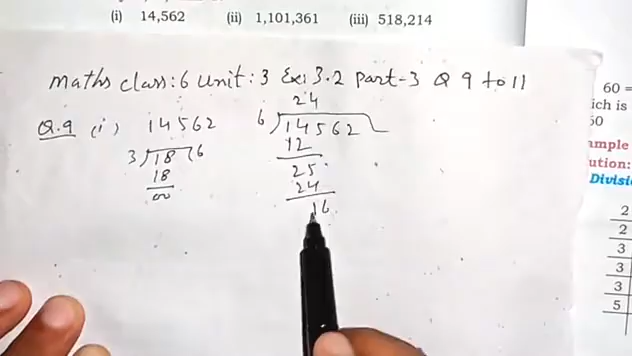 (i) 14,562 (ii) 1,101,361 (iii) 518,214
maths class:6 Unit:3 Ex:3.2 part-3 Q 9 to 11
Q.9 (i) 14562
3 18 6
18
00
24
6 14562
12
25
24
16
60 =
ich is
60
ample
ution:
Divisi
2
2
3
3
3
5